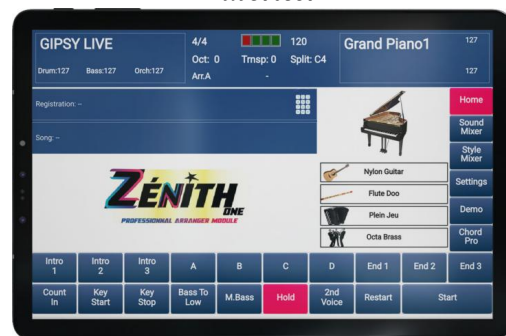 GIPSY LIVE
Drum:127 Bass:127 Orch:127
4/4 120
Oct: 0 Trnsp: 0 Split: C4
Arr.A -
Grand Piano1 127
127
Registration: –
Song: –
Home
Sound Mixer
Style Mixer
Settings
Demo
Chord Pro
ZÉNITH
ONE
PROFESSIONNAL ARRANGER MODULE
Nylon Guitar
Flute Doo
Plein Jeu
Octa Brass
Intro 1 Intro 2 Intro 3 A B C D End 1 End 2 End 3
Count In Key Start Key Stop Bass To Low M.Bass Hold 2nd Voice Restart Start